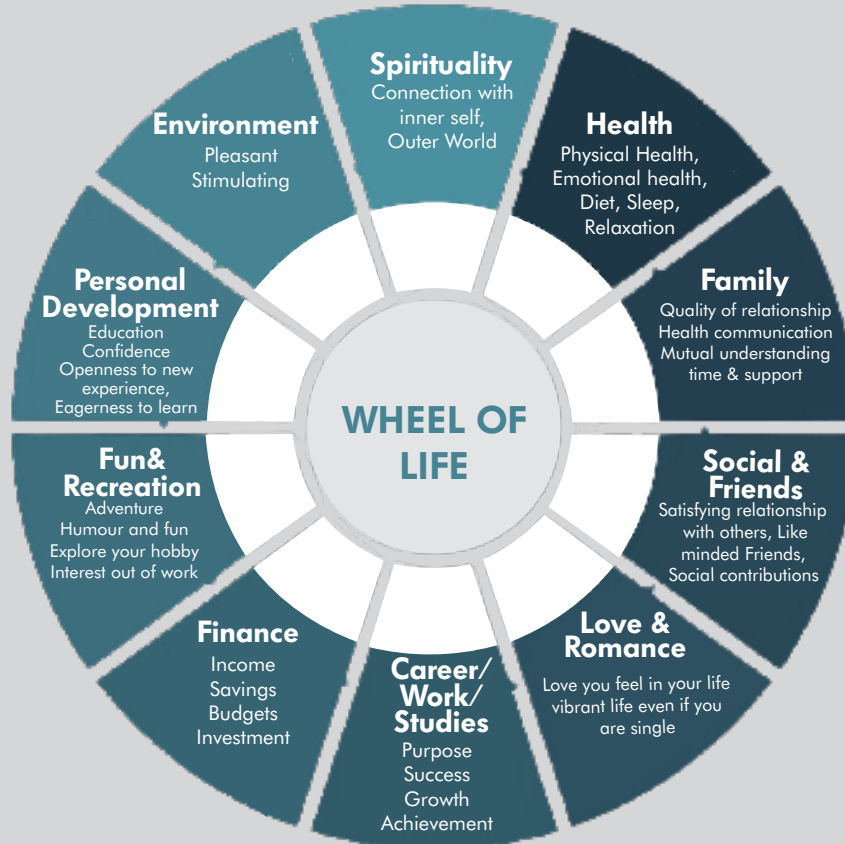 Spirituality
Connection with
inner self,
Outer World
Health
Physical Health,
Emotional health,
Diet, Sleep,
Relaxation
Family
Quality of relationship
Health communication
Mutual understanding
time & support
Social &
Friends
Satisfying relationship
with others, Like
minded Friends,
Social contributions
Love &
Romance
Love you feel in your life
vibrant life even if you
are single
Career/
Work/
Studies
Purpose
Success
Growth
Achievement
Finance
Income
Savings
Budgets
Investment
Fun&
Recreation
Adventure
Humour and fun
Explore your hobby
Interest out of work
Personal
Development
Education
Confidence
Openness to new
experience,
Eagerness to learn
Environment
Pleasant
Stimulating
WHEEL OF
LIFE